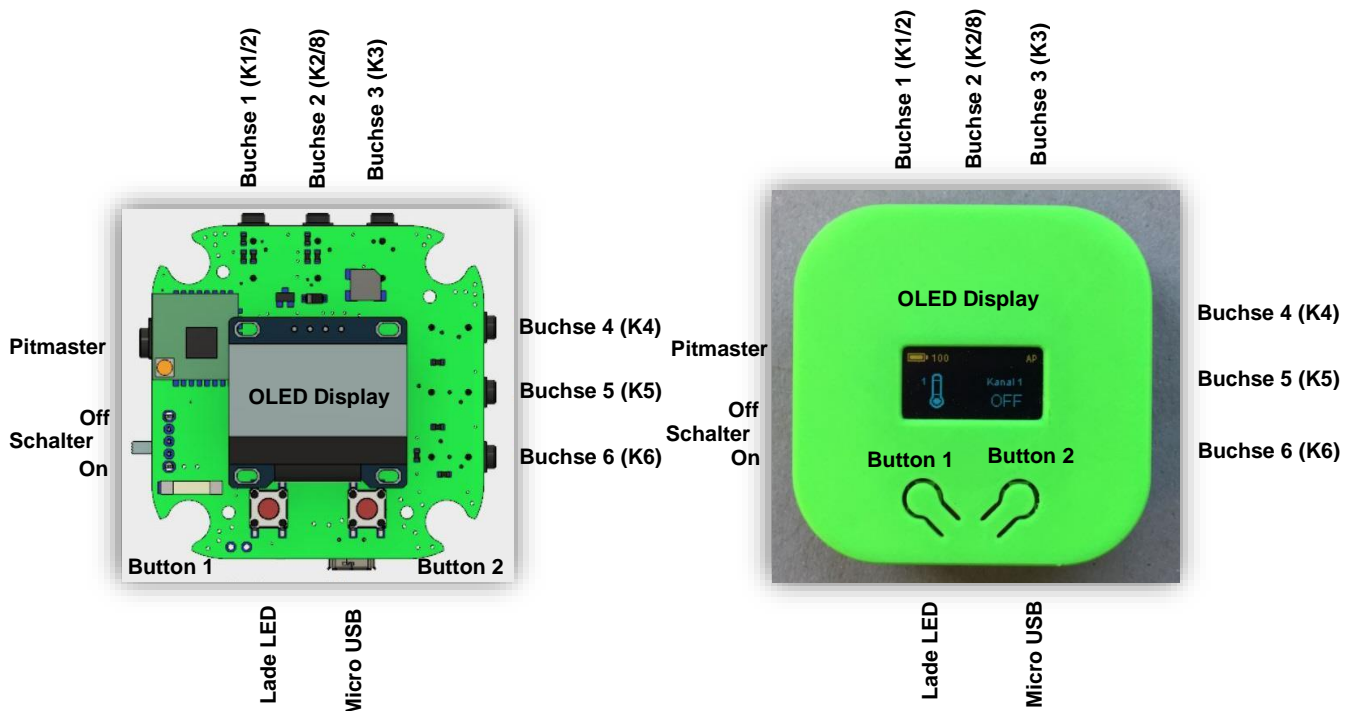 Buchse 1 (K1/2)
Buchse 2 (K2/8)
Buchse 3 (K3)
Pitmaster
Off
Schalter
On
OLED Display
Buchse 4 (K4)
Buchse 5 (K5)
Buchse 6 (K6)
Button 1
Button 2
Lade LED
Micro USB
Buchse 1 (K1/2)
Buchse 2 (K2/8)
Buchse 3 (K3)
OLED Display
Pitmaster
Off
Schalter
On
100
AP
1
Kanal 1
OFF
Button 1
Button 2
Buchse 4 (K4)
Buchse 5 (K5)
Buchse 6 (K6)
Lade LED
Micro USB